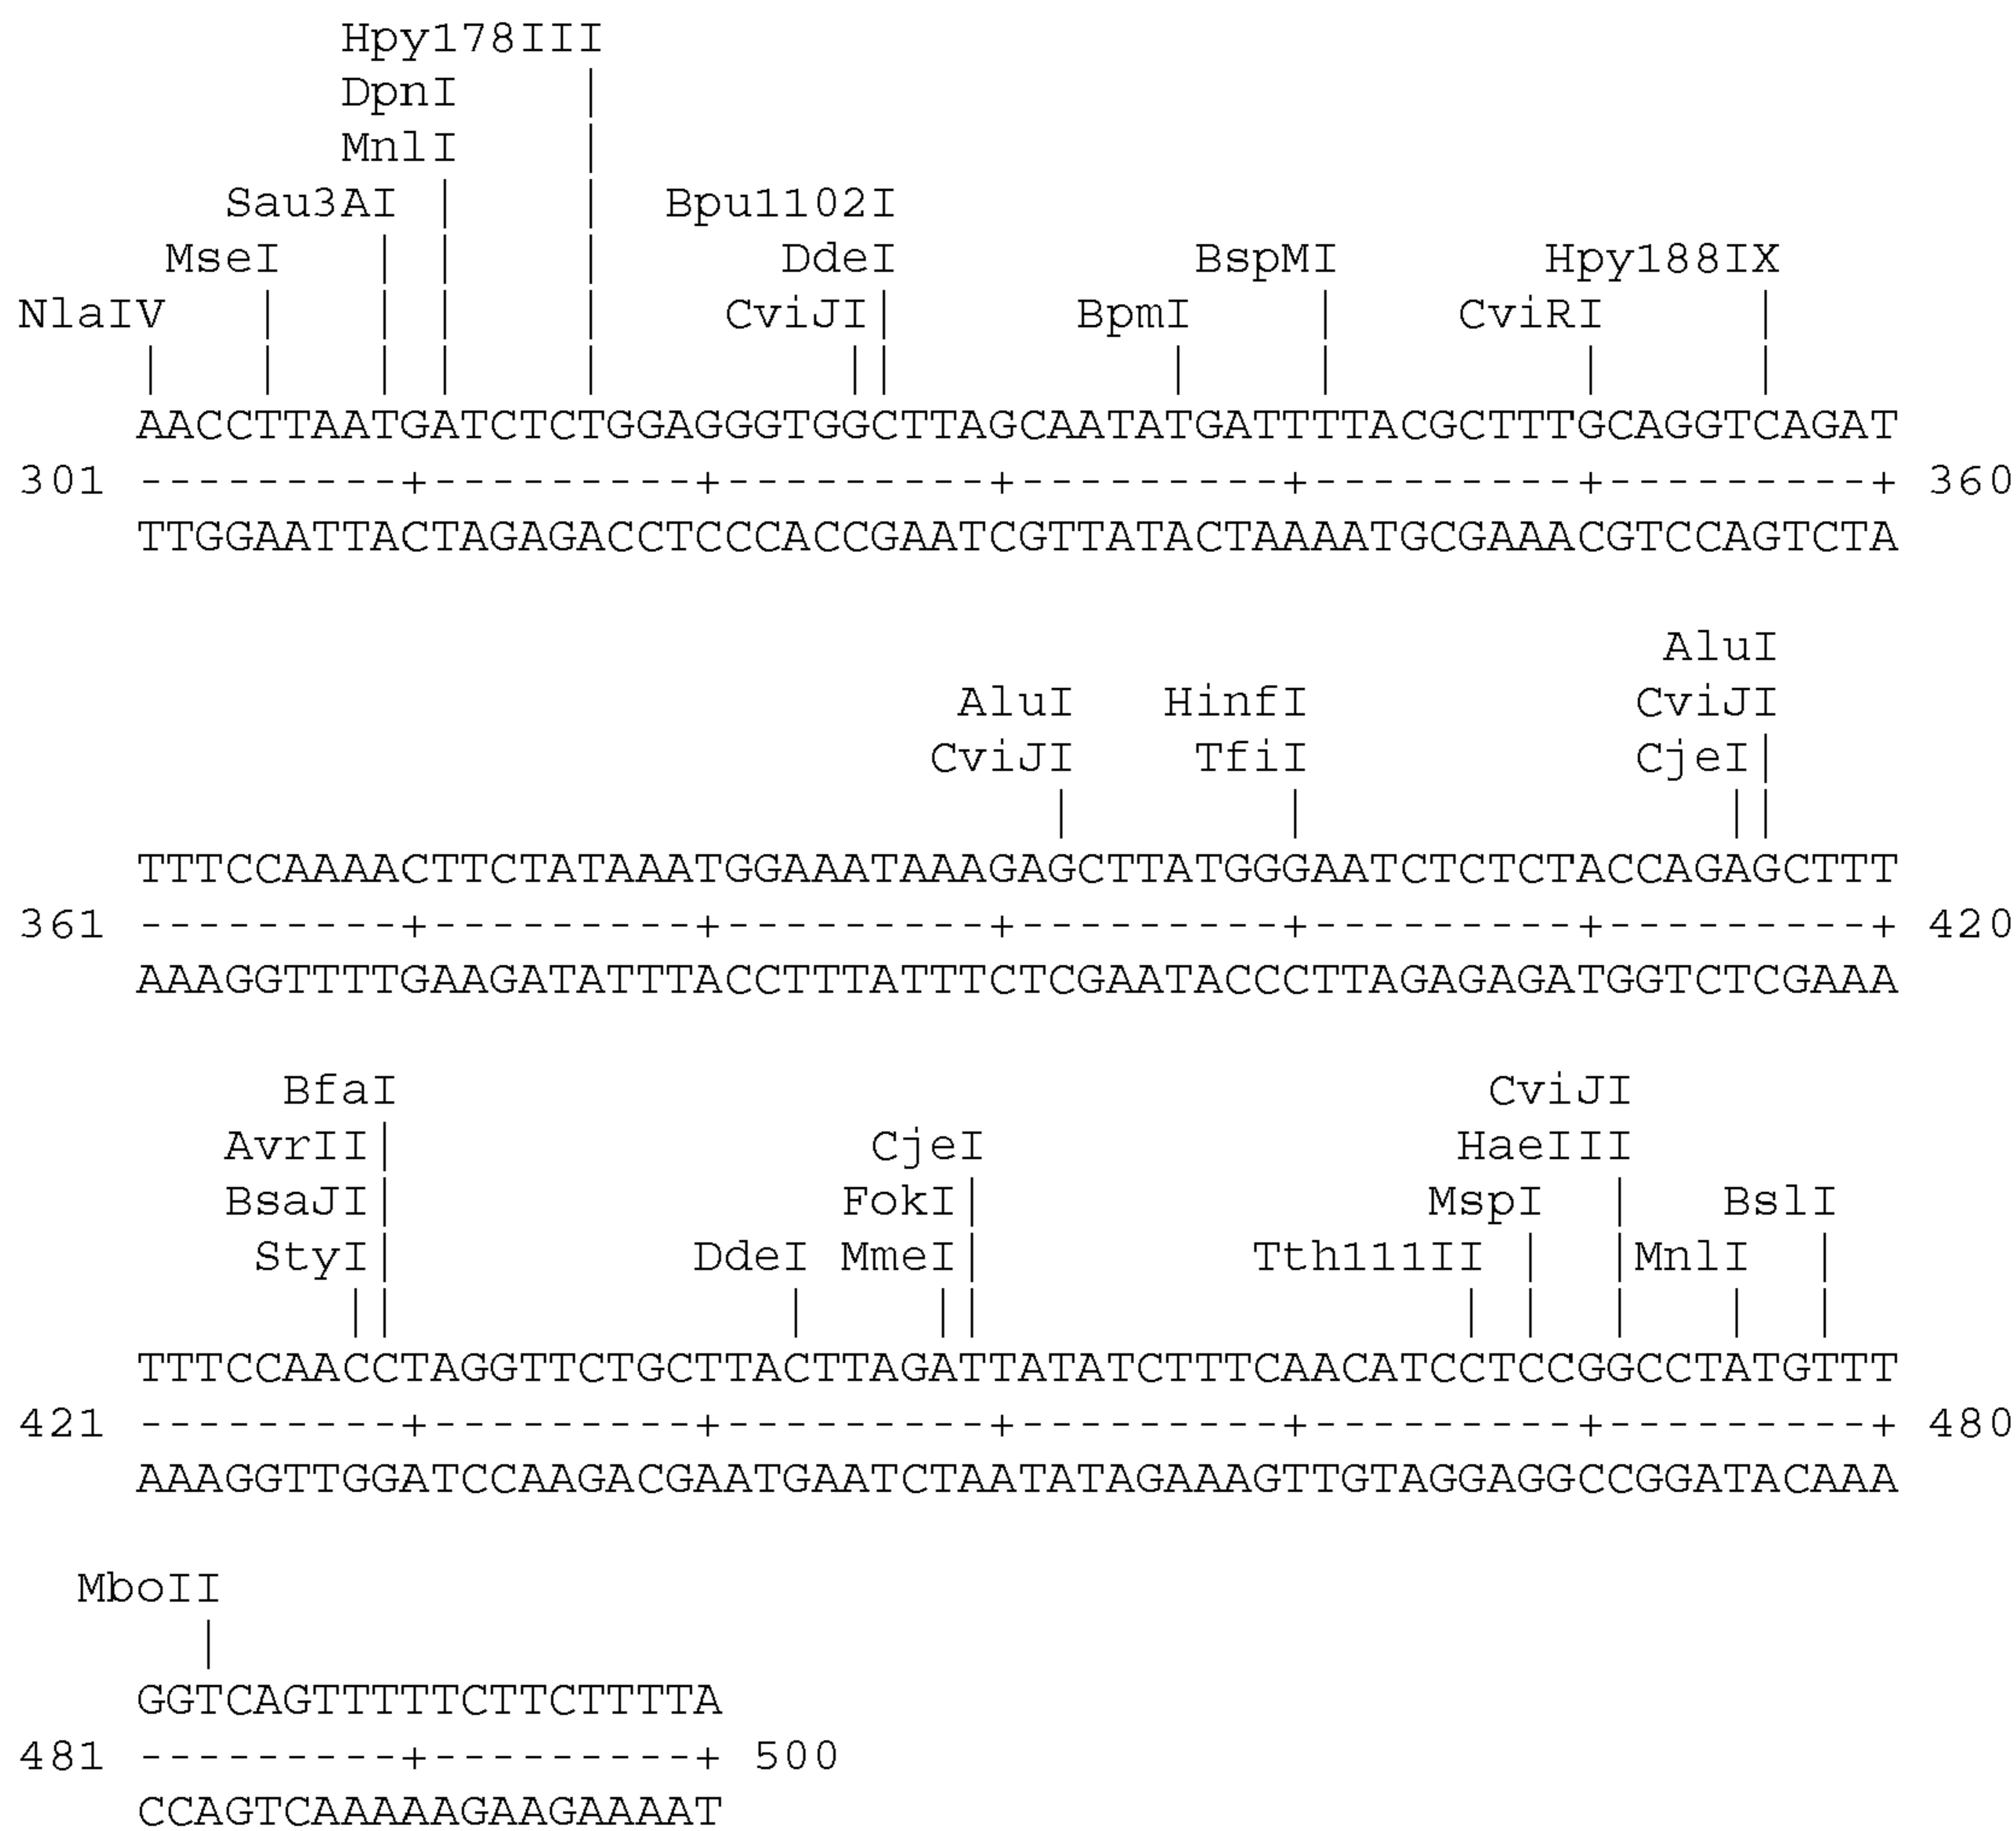 Hpy178III
DpnI |
MnlI |
Sau3AI | | Bpu1102I
MseI | | | DdeI BspMI Hpy188IX
NlaIV | | | | CviJI| BpmI | CviRI |
| | | | | || | | | |
AACCTTAATGATCTCTGGAGGGTGGCTTAGCAATATGATTTTACGCTTTGCAGGTCAGAT
301 ---------+---------+---------+---------+---------+---------+ 360
TTGGAATTACTAGAGACCTCCCACCGAATCGTTATACTAAAATGCGAAACGTCCAGTCTA
AluI
AluI HinfI CviJI
CviJI TfiI CjeI|
| | ||
TTTCCAAAACTTCTATAAATGGAAATAAAGAGCTTATGGGAATCTCTCTACCAGAGCTTT
361 ---------+---------+---------+---------+---------+---------+ 420
AAAGGTTTTGAAGATATTTACCTTTATTTCTCGAATACCCTTAGAGAGATGGTCTCGAAA
BfaI CviJI
AvrII| CjeI HaeIII
BsaJI| FokI| MspI | BslI
StyI| DdeI MmeI| Tth111II | |MnlI |
|| | || | | | | |
TTTCCAACCTAGGTTCTGCTTACTTAGATTATATCTTTCAACATCCTCCGGCCTATGTTT
421 ---------+---------+---------+---------+---------+---------+ 480
AAAGGTTGGATCCAAGACGAATGAATCTAATATAGAAAGTTGTAGGAGGCCGGATACAAA
MboII
|
GGTCAGTTTTTCTTCTTTTA
481 ---------+---------+ 500
CCAGTCAAAAAGAAGAAAAT